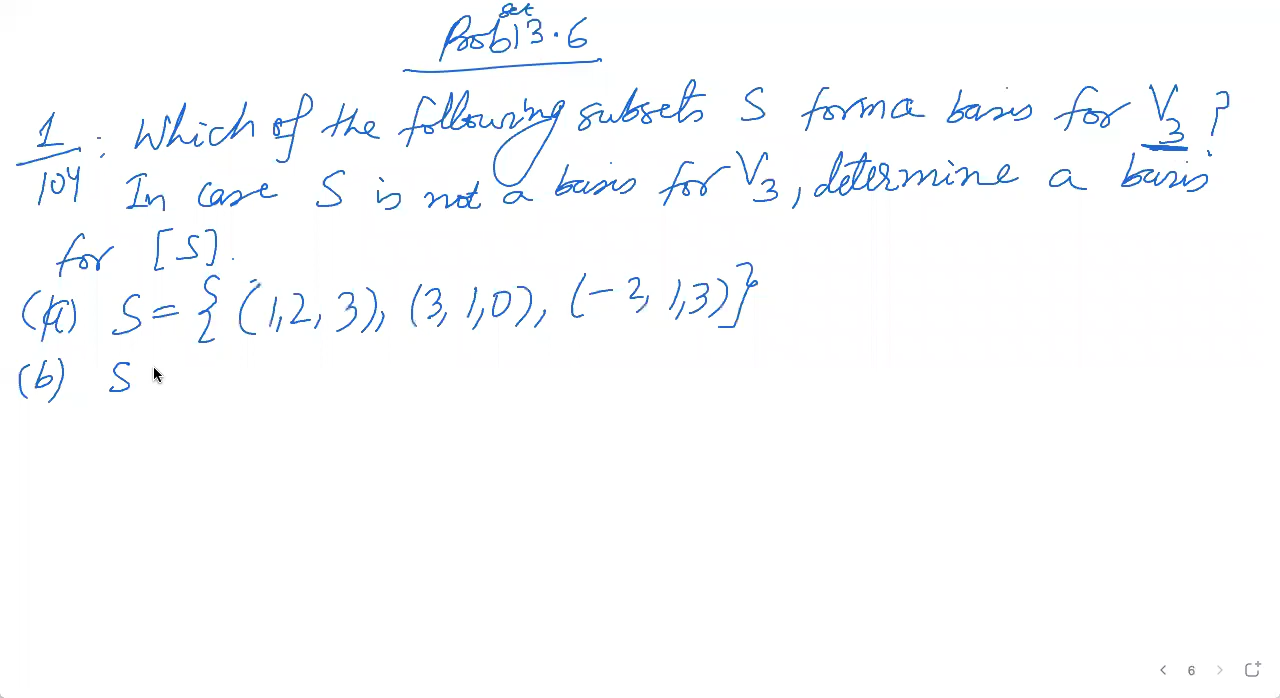 Prob set 3.6
1/104 : Which of the following subsets S form a basis for V₃ ?
In case S is not a basis for V₃, determine a basis
for [S].
(a) S = { (1,2,3), (3,1,0), (-2,1,3)}
(b) S
6